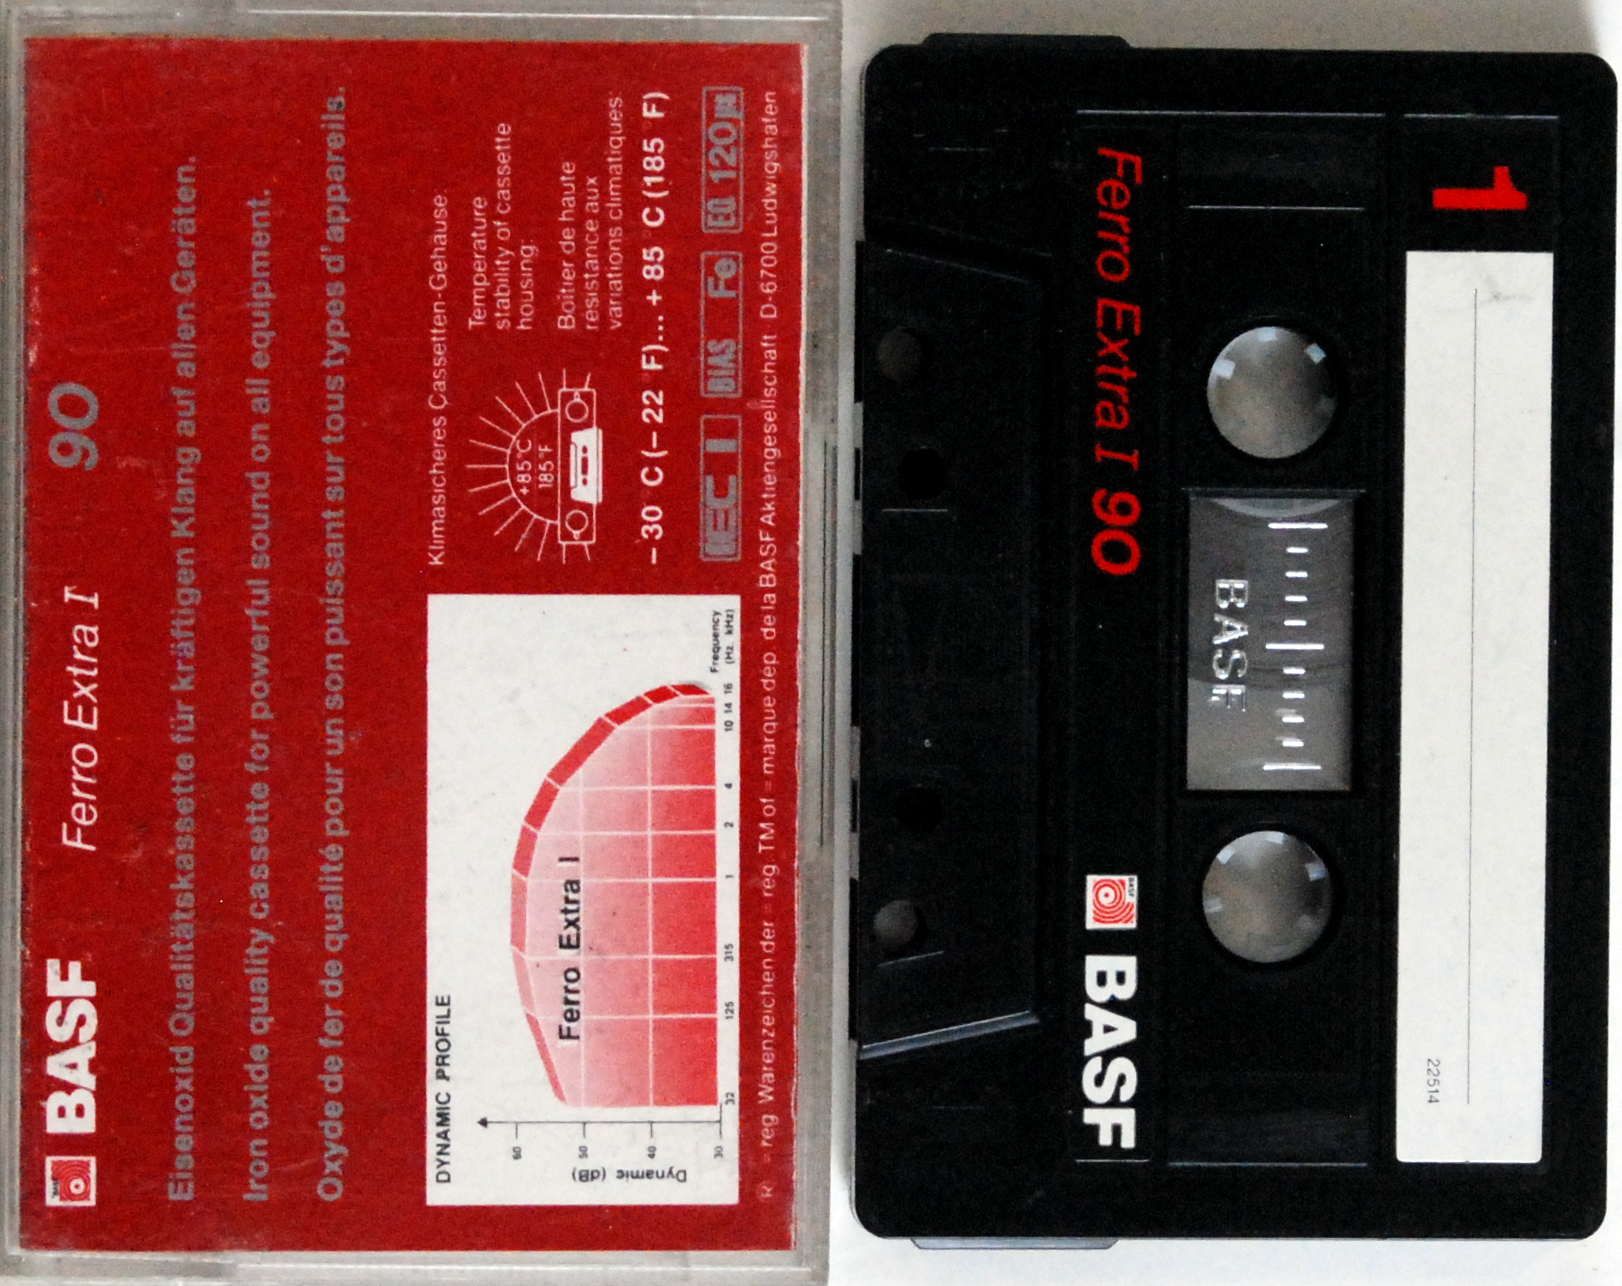 BASF
BASF Ferro Extra I 90
Eisenoxid Qualitätskassette für kräftigen Klang auf allen Geräten.
Iron oxide quality cassette for powerful sound on all equipment.
Oxyde de fer de qualité pour un son puissant sur tous types d'appareils.
DYNAMIC PROFILE
Dynamic (dB)
60
50
40
30
Ferro Extra I
32 125 315 1 2 4 10 14 16
Frequency
(Hz, kHz)
Klimasicheres Cassetten-Gehäuse
+85°C
185°F
Temperature
stability of cassette
housing
Boîtier de haute
resistance aux
variations climatiques
-30°C (-22°F)... +85°C (185°F)
IEC I BIAS Fe EQ 120µ
R = reg Warenzeichen der = reg TM of = marque dep de la BASF Aktiengesellschaft D-6700 Ludwigshafen
1
22514
BASF
BASF
BASF Ferro Extra I 90